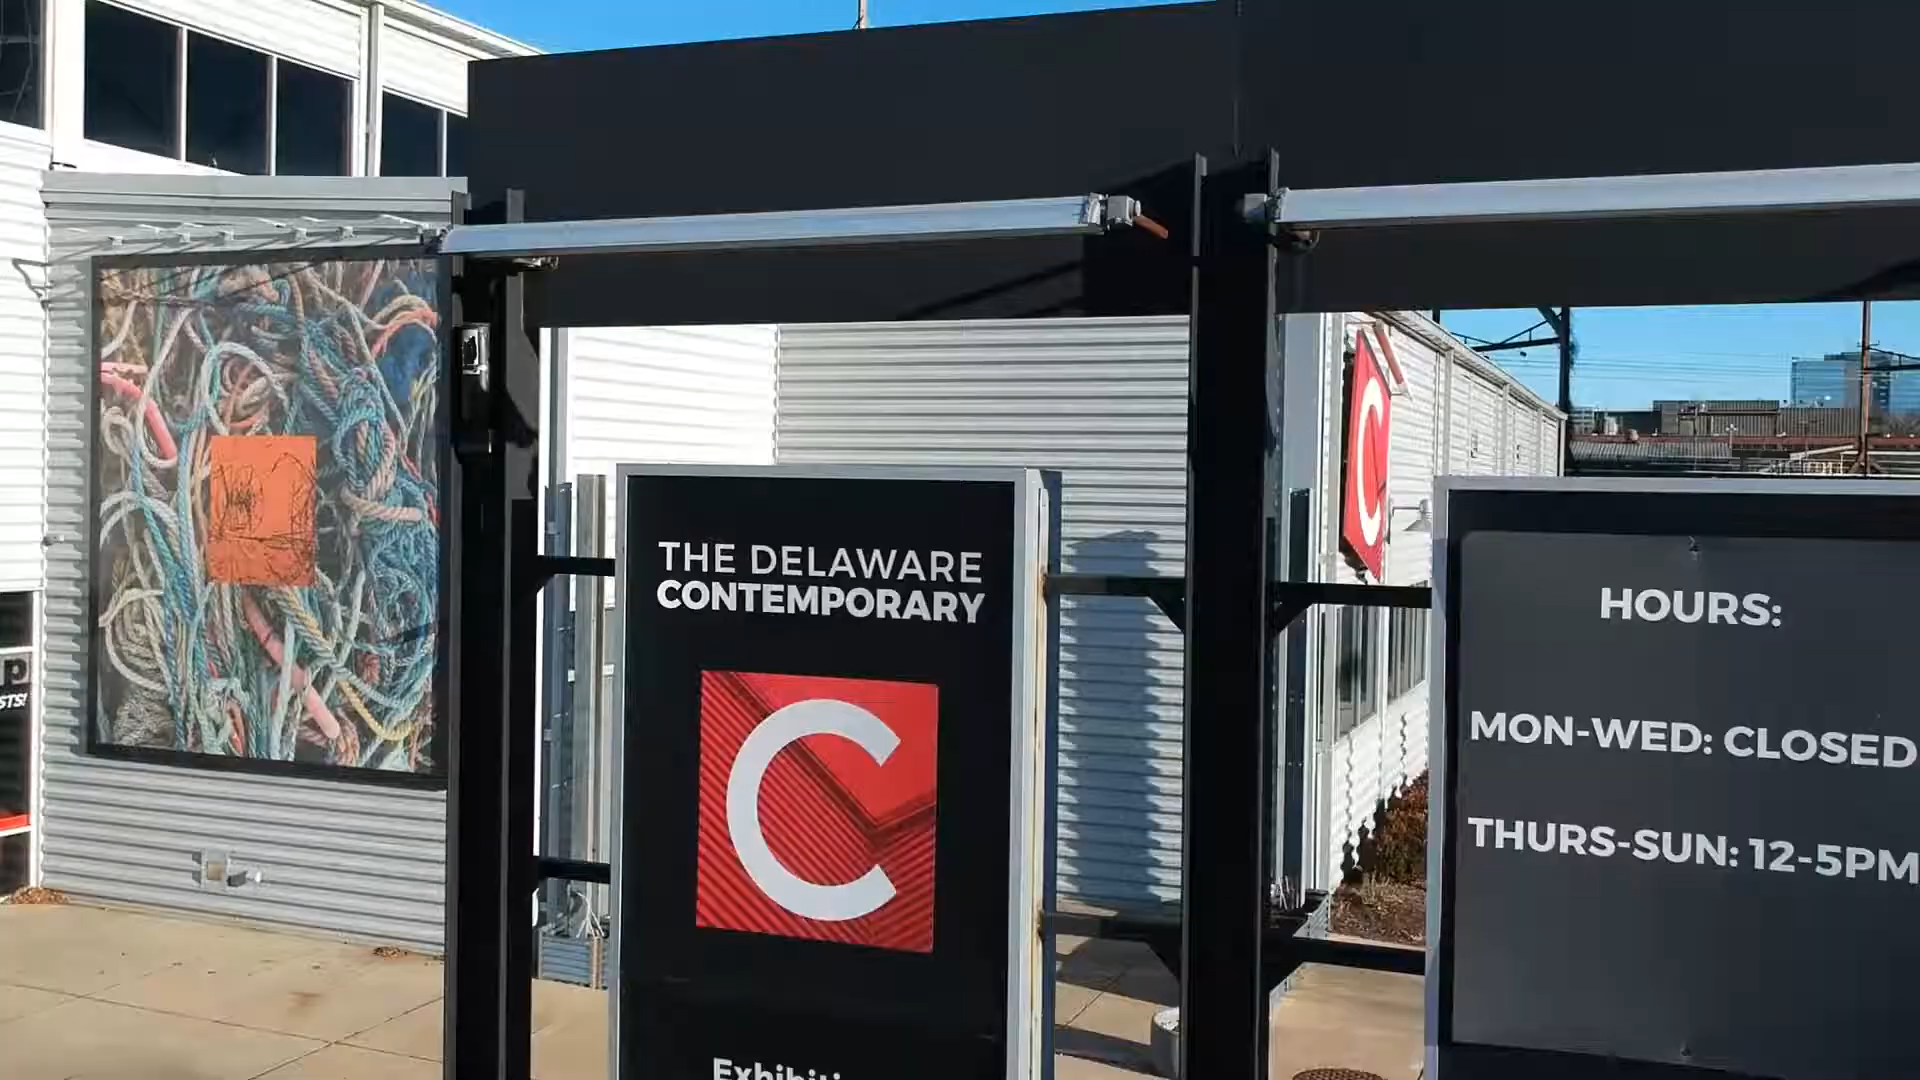 THE DELAWARE
CONTEMPORARY
C
C
HOURS:
MON-WED: CLOSED
THURS-SUN: 12-5PM